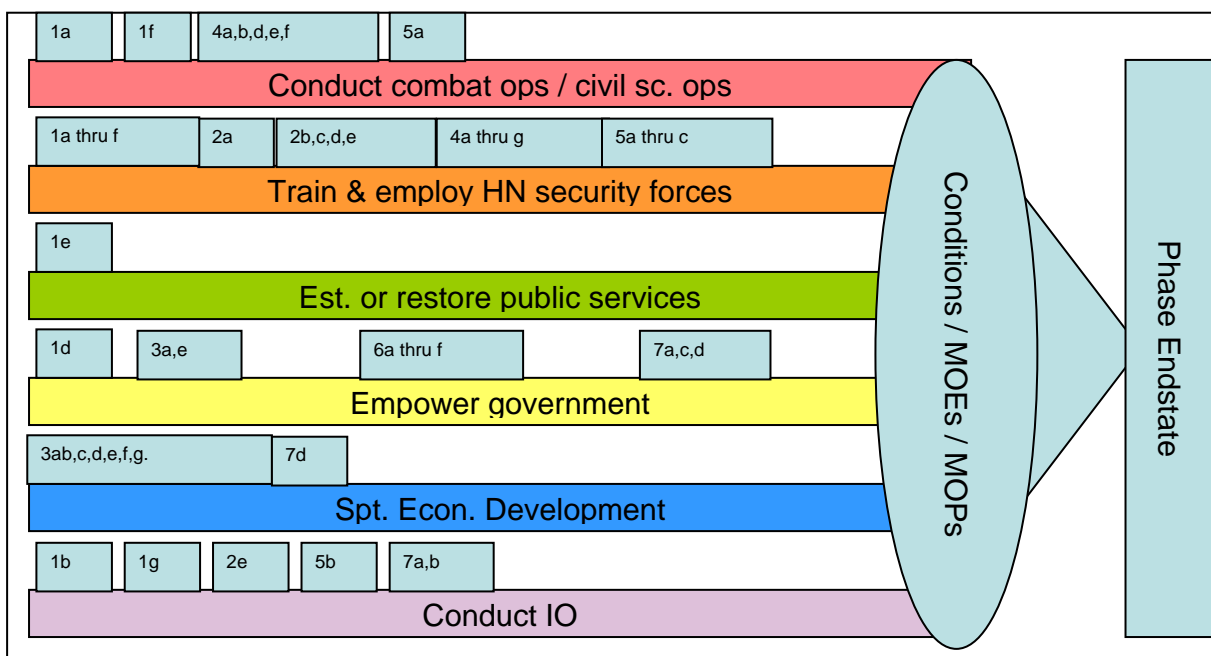 1a
1f
4a,b,d,e,f
5a
Conduct combat ops / civil sc. ops
1a thru f
2a
2b,c,d,e
4a thru g
5a thru c
Train & employ HN security forces
1e
Est. or restore public services
1d
3a,e
6a thru f
7a,c,d
Empower government
3ab,c,d,e,f,g.
7d
Spt. Econ. Development
1b
1g
2e
5b
7a,b
Conduct IO
Conditions / MOEs / MOPs
Phase Endstate